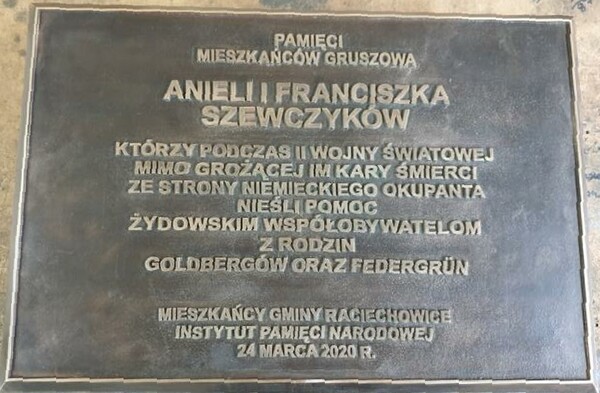 PAMIĘCI
MIESZKAŃCÓW GRUSZOWA
ANIELI I FRANCISZKA
SZEWCZYKÓW
KTÓRZY PODCZAS II WOJNY ŚWIATOWEJ
MIMO GROŻĄCEJ IM KARY ŚMIERCI
ZE STRONY NIEMIECKIEGO OKUPANTA
NIEŚLI POMOC
ŻYDOWSKIM WSPÓŁOBYWATELOM
Z RODZIN
GOLDBERGÓW ORAZ FEDERGRÜN
MIESZKAŃCY GMINY RACIECHOWICE
INSTYTUT PAMIĘCI NARODOWEJ
24 MARCA 2020 R.